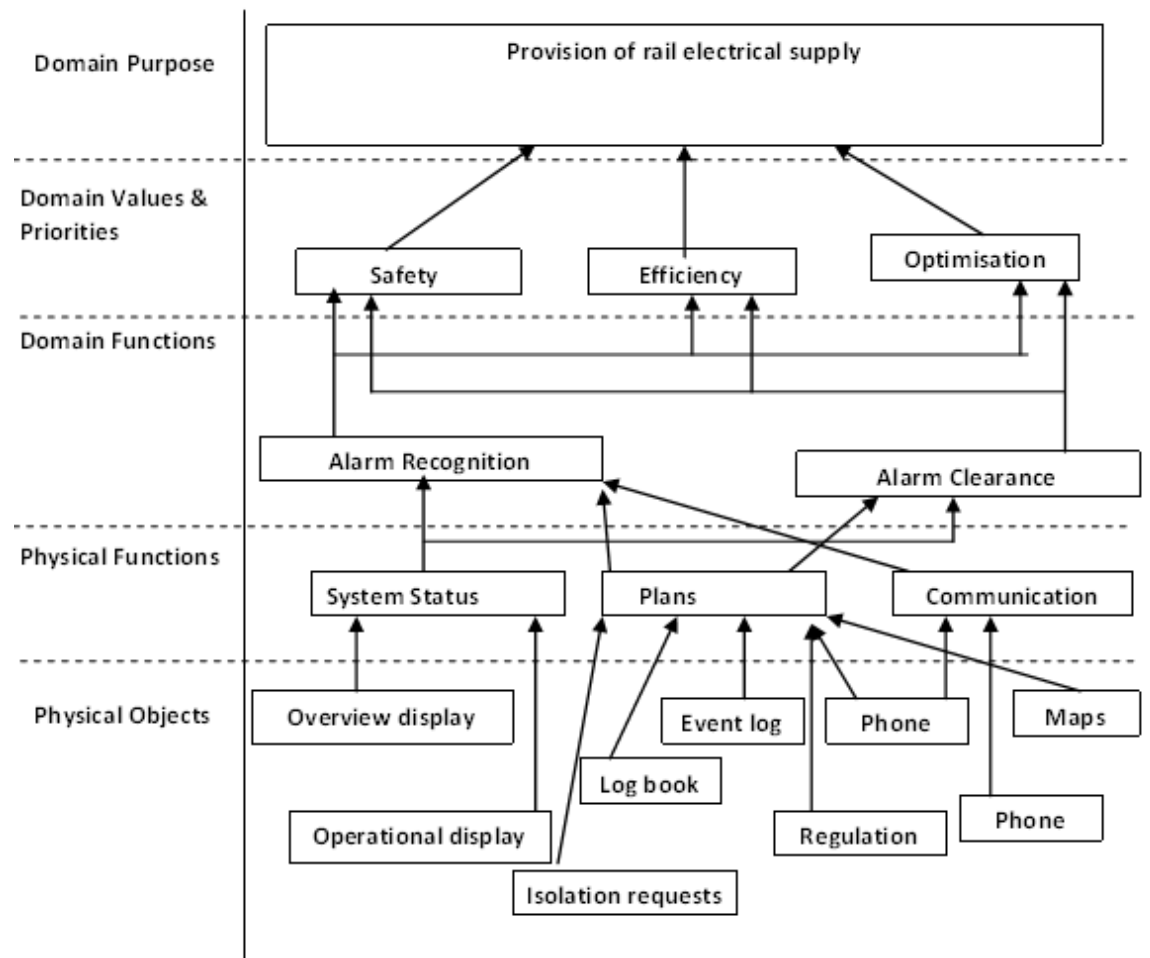 Domain Purpose
Provision of rail electrical supply
Domain Values &
Priorities
Safety
Efficiency
Optimisation
Domain Functions
Alarm Recognition
Alarm Clearance
Physical Functions
System Status
Plans
Communication
Physical Objects
Overview display
Event log
Phone
Maps
Log book
Operational display
Regulation
Phone
Isolation requests